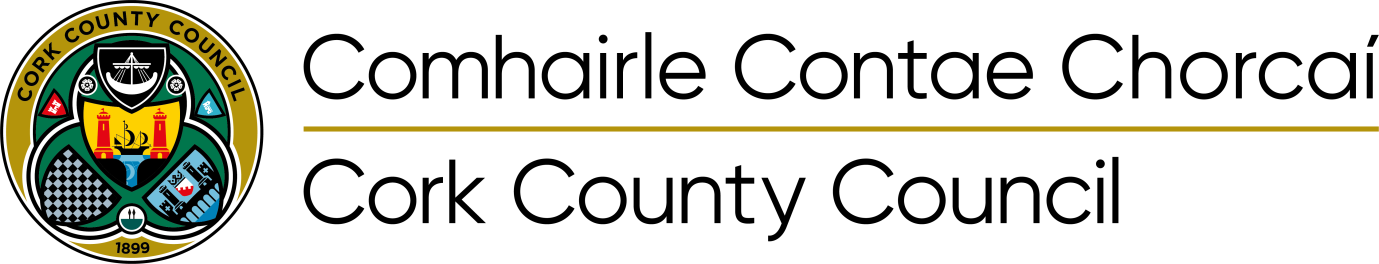 CORK COUNTY COUNCIL
1899
Comhairle Contae Chorcaí
Cork County Council